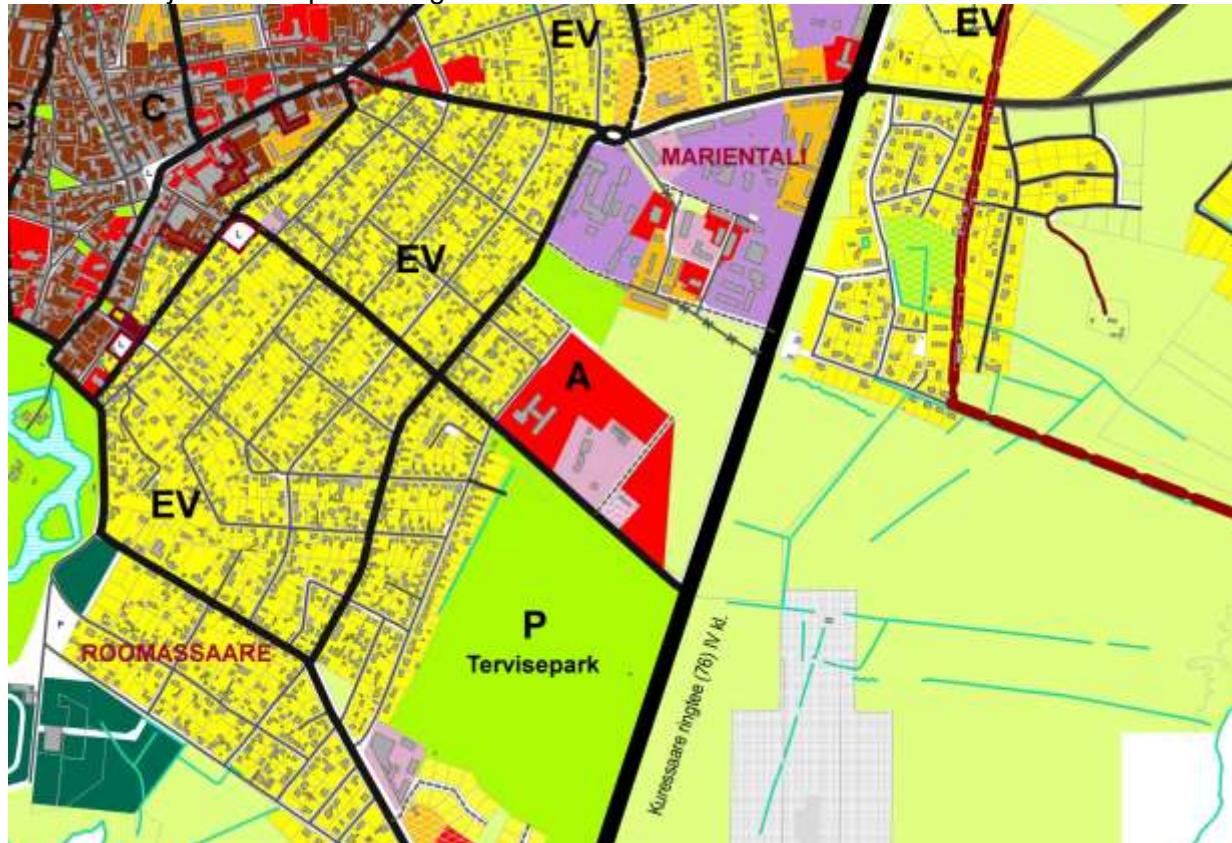 EV
EV
C
C
MARIENTALI
EV
A
EV
P
Tervisepark
ROOMASSAARE
P
Kuressaare ringtee (76) IV kl.
L
L
L